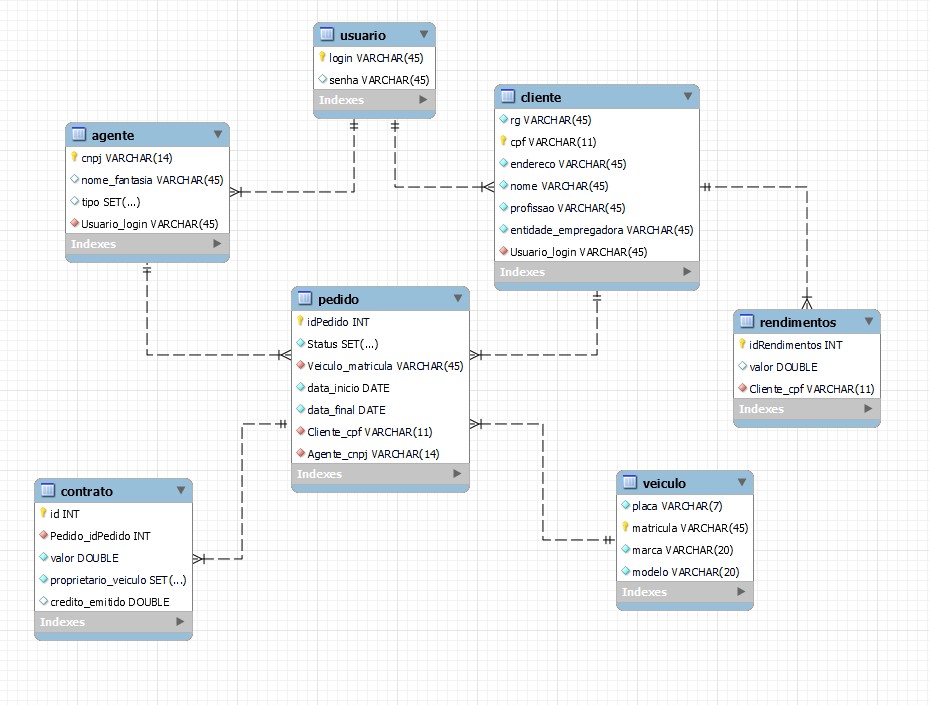 usuario
login VARCHAR(45)
senha VARCHAR(45)
Indexes
cliente
rg VARCHAR(45)
cpf VARCHAR(11)
endereco VARCHAR(45)
nome VARCHAR(45)
profissao VARCHAR(45)
entidade_empregadora VARCHAR(45)
Usuario_login VARCHAR(45)
Indexes
agente
cnpj VARCHAR(14)
nome_fantasia VARCHAR(45)
tipo SET(...)
Usuario_login VARCHAR(45)
Indexes
pedido
idPedido INT
Status SET(...)
Veiculo_matricula VARCHAR(45)
data_inicio DATE
data_final DATE
Cliente_cpf VARCHAR(11)
Agente_cnpj VARCHAR(14)
Indexes
rendimentos
idRendimentos INT
valor DOUBLE
Cliente_cpf VARCHAR(11)
Indexes
contrato
id INT
Pedido_idPedido INT
valor DOUBLE
proprietario_veiculo SET(...)
credito_emitido DOUBLE
Indexes
veiculo
placa VARCHAR(7)
matricula VARCHAR(45)
marca VARCHAR(20)
modelo VARCHAR(20)
Indexes